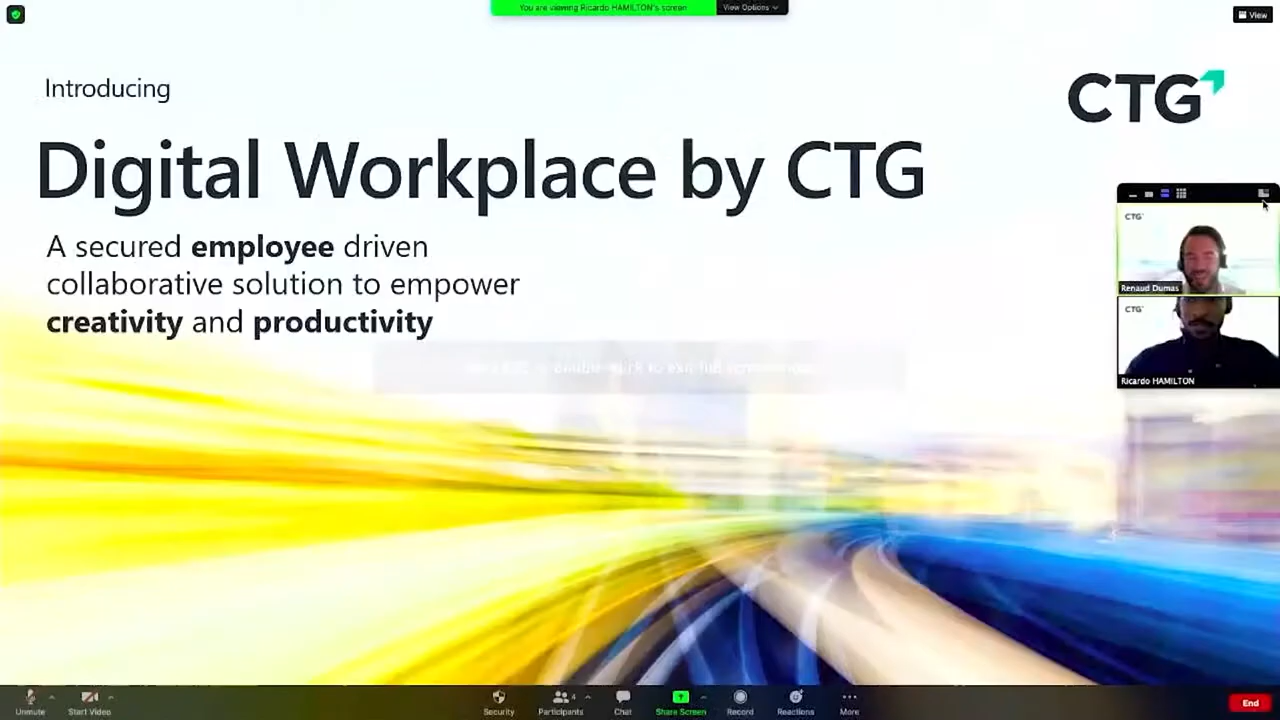 You are viewing Ricardo HAMILTON's screen
View Options
View
Introducing
CTG
Digital Workplace by CTG
A secured employee driven
collaborative solution to empower
creativity and productivity
CTG
Renaud Dumas
CTG
Ricardo HAMILTON
Unmute
Start Video
Security
Participants
4
Chat
Share Screen
Record
Reactions
More
End